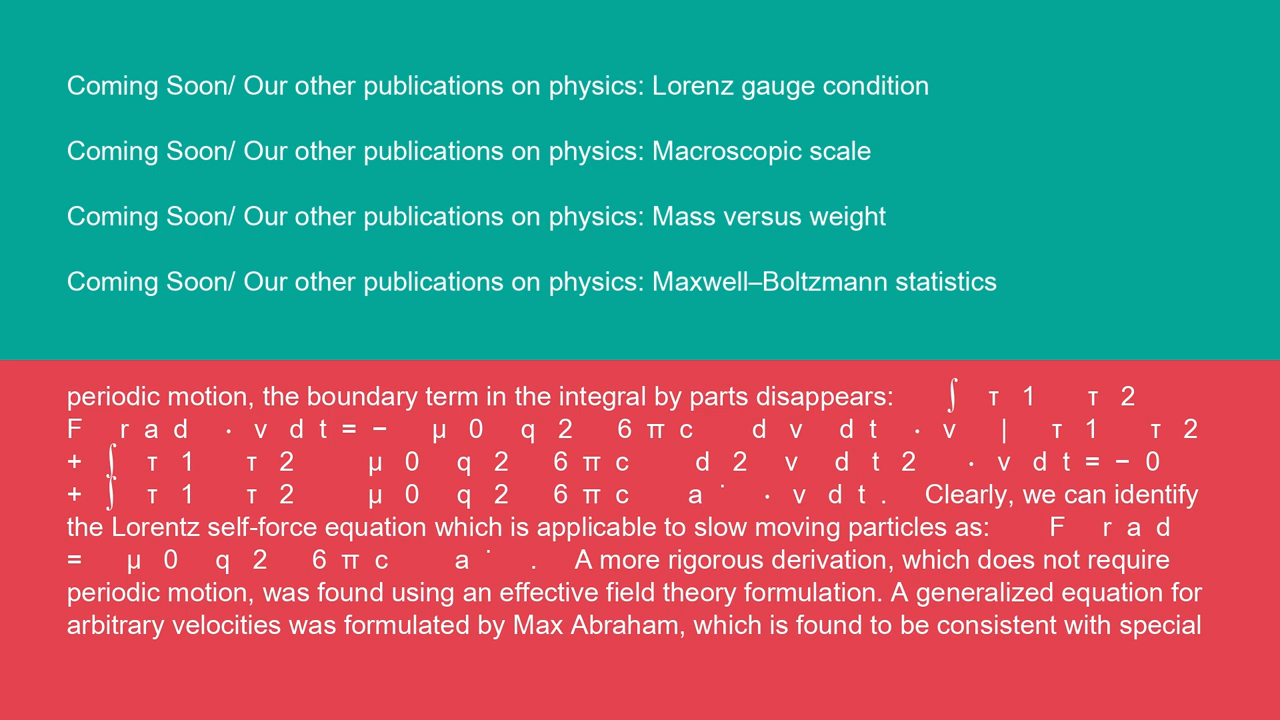 Coming Soon/ Our other publications on physics: Lorenz gauge condition
Coming Soon/ Our other publications on physics: Macroscopic scale
Coming Soon/ Our other publications on physics: Mass versus weight
Coming Soon/ Our other publications on physics: Maxwell–Boltzmann statistics
periodic motion, the boundary term in the integral by parts disappears: ∫ τ 1 τ 2
F r a d ⋅ v d t = − μ 0 q 2 6 π c d v d t ⋅ v | τ 1 τ 2
+ ∫ τ 1 τ 2 μ 0 q 2 6 π c d 2 v d t 2 ⋅ v d t = − 0
+ ∫ τ 1 τ 2 μ 0 q 2 6 π c a ˙ ⋅ v d t . Clearly, we can identify
the Lorentz self-force equation which is applicable to slow moving particles as: F r a d
= μ 0 q 2 6 π c a ˙ . A more rigorous derivation, which does not require
periodic motion, was found using an effective field theory formulation. A generalized equation for
arbitrary velocities was formulated by Max Abraham, which is found to be consistent with special